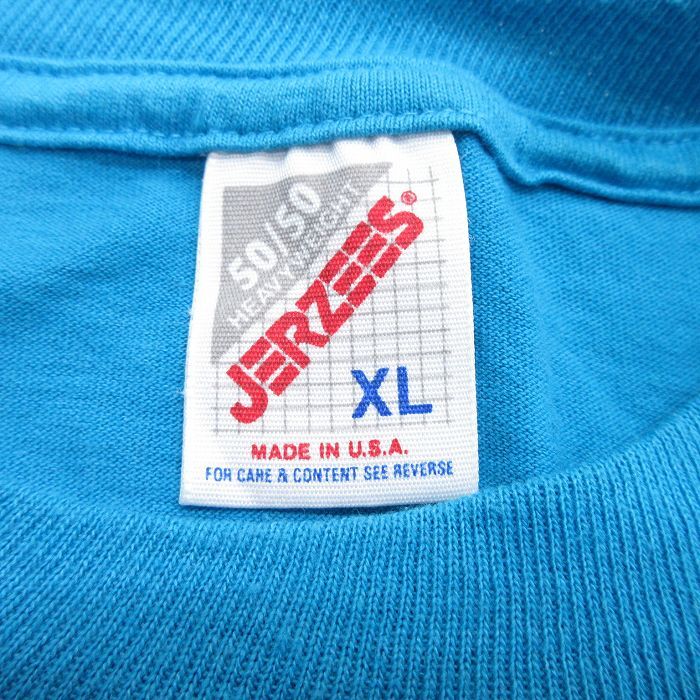 50/50
HEAVYWEIGHT
JERZEES®
XL
MADE IN U.S.A.
FOR CARE & CONTENT SEE REVERSE